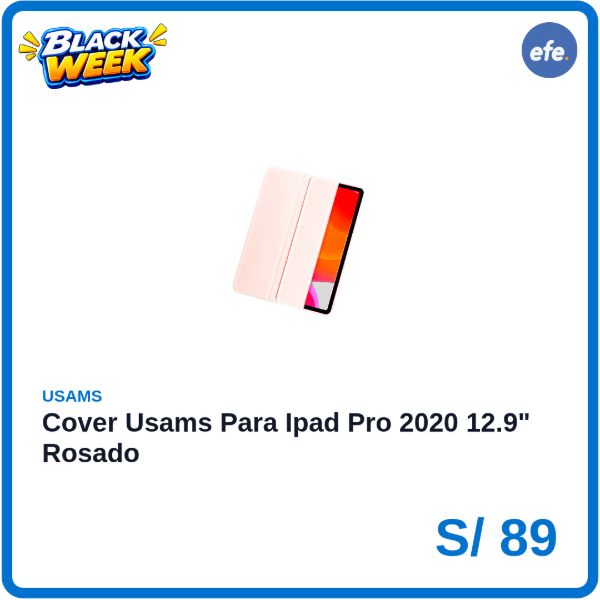 BLACK
WEEK
efe.
USAMS
Cover Usams Para Ipad Pro 2020 12.9"
Rosado
S/ 89